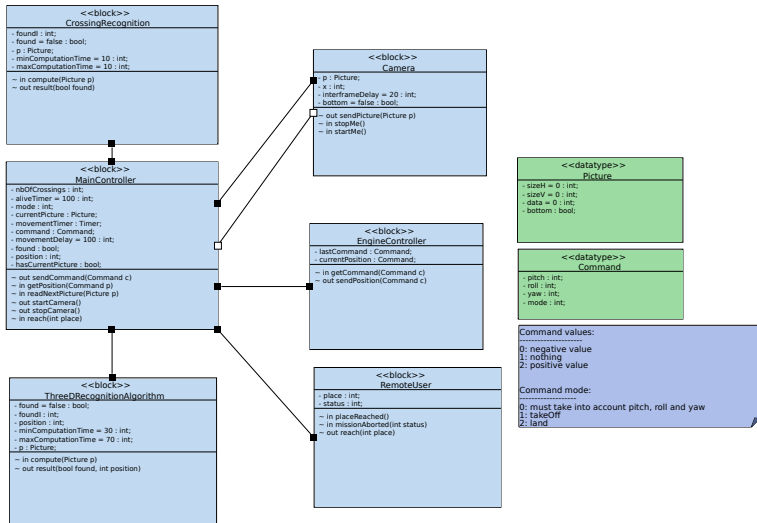 <<block>>
CrossingRecognition
- foundI : int;
- found = false : bool;
- p : Picture;
- minComputationTime = 10 : int;
- maxComputationTime = 10 : int;
~ in compute(Picture p)
~ out result(bool found)
<<block>>
MainController
- nbOfCrossings : int;
- aliveTimer = 100 : int;
- mode : int;
- currentPicture : Picture;
- movementTimer : Timer;
- command : Command;
- movementDelay = 100 : int;
- found : bool;
- position : int;
- hasCurrentPicture : bool;
~ out sendCommand(Command c)
~ in getPosition(Command p)
~ in readNextPicture(Picture p)
~ out startCamera()
~ out stopCamera()
~ in reach(int place)
<<block>>
ThreeDRecognitionAlgorithm
- found = false : bool;
- foundI : int;
- position : int;
- minComputationTime = 30 : int;
- maxComputationTime = 70 : int;
- p : Picture;
~ in compute(Picture p)
~ out result(bool found, int position)
<<block>>
Camera
- p : Picture;
- x : int;
- interframeDelay = 20 : int;
- bottom = false : bool;
~ out sendPicture(Picture p)
~ in stopMe()
~ in startMe()
<<block>>
EngineController
- lastCommand : Command;
- currentPosition : Command;
~ in getCommand(Command c)
~ out sendPosition(Command c)
<<block>>
RemoteUser
- place : int;
- status : int;
~ in placeReached()
~ in missionAborted(int status)
~ out reach(int place)
<<datatype>>
Picture
- sizeH = 0 : int;
- sizeV = 0 : int;
- data = 0 : int;
- bottom : bool;
<<datatype>>
Command
- pitch : int;
- roll : int;
- yaw : int;
- mode : int;
Command values:
----------------------
0: negative value
1: nothing
2: positive value
Command mode:
--------------------
0: must take into account pitch, roll and yaw
1: takeOff
2: land